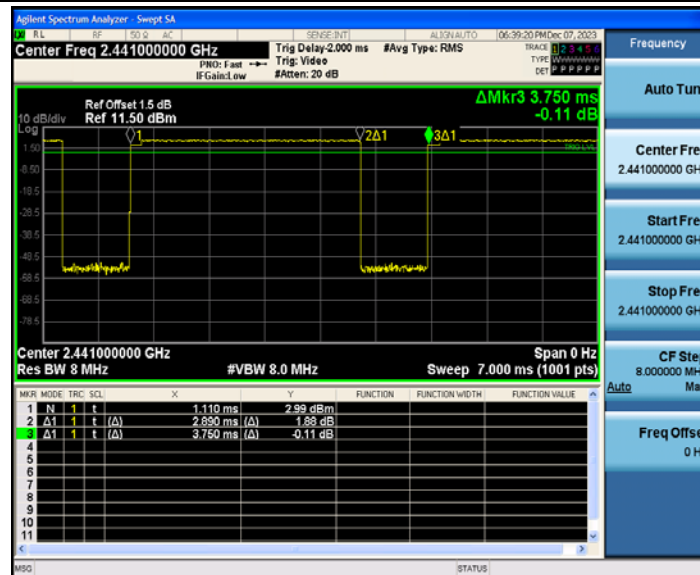 Agilent Spectrum Analyzer - Swept SA
RL RF 50 Ω AC SENSE:INT ALIGNAUTO 06:39:20 PM Dec 07, 2023
Center Freq 2.441000000 GHz
PNO: Fast
IFGain:Low
Trig Delay-2.000 ms
Trig: Video
#Atten: 20 dB
#Avg Type: RMS
TRACE 1 2 3 4 5 6
TYPE WWWWWW
DET P P P P P P
ΔMkr3 3.750 ms
-0.11 dB
Ref Offset 1.5 dB
10 dB/div Ref 11.50 dBm
Log
1 2Δ1 3Δ1
TRIG LVL
1.50
-8.50
-18.5
-28.5
-38.5
-48.5
-58.5
-68.5
-78.5
Center 2.441000000 GHz Span 0 Hz
Res BW 8 MHz #VBW 8.0 MHz Sweep 7.000 ms (1001 pts)
MKR MODE TRC SCL X Y FUNCTION FUNCTION WIDTH FUNCTION VALUE
1 N 1 t 1.110 ms 2.99 dBm
2 Δ1 1 t (Δ) 2.890 ms (Δ) 1.88 dB
3 Δ1 1 t (Δ) 3.750 ms (Δ) -0.11 dB
4
5
6
7
8
9
10
11
MSG STATUS
Frequency
Auto Tun
Center Fre
2.441000000 GH
Start Fre
2.441000000 GH
Stop Fre
2.441000000 GH
CF Ste
8.000000 MH
Auto Ma
Freq Offse
0 H